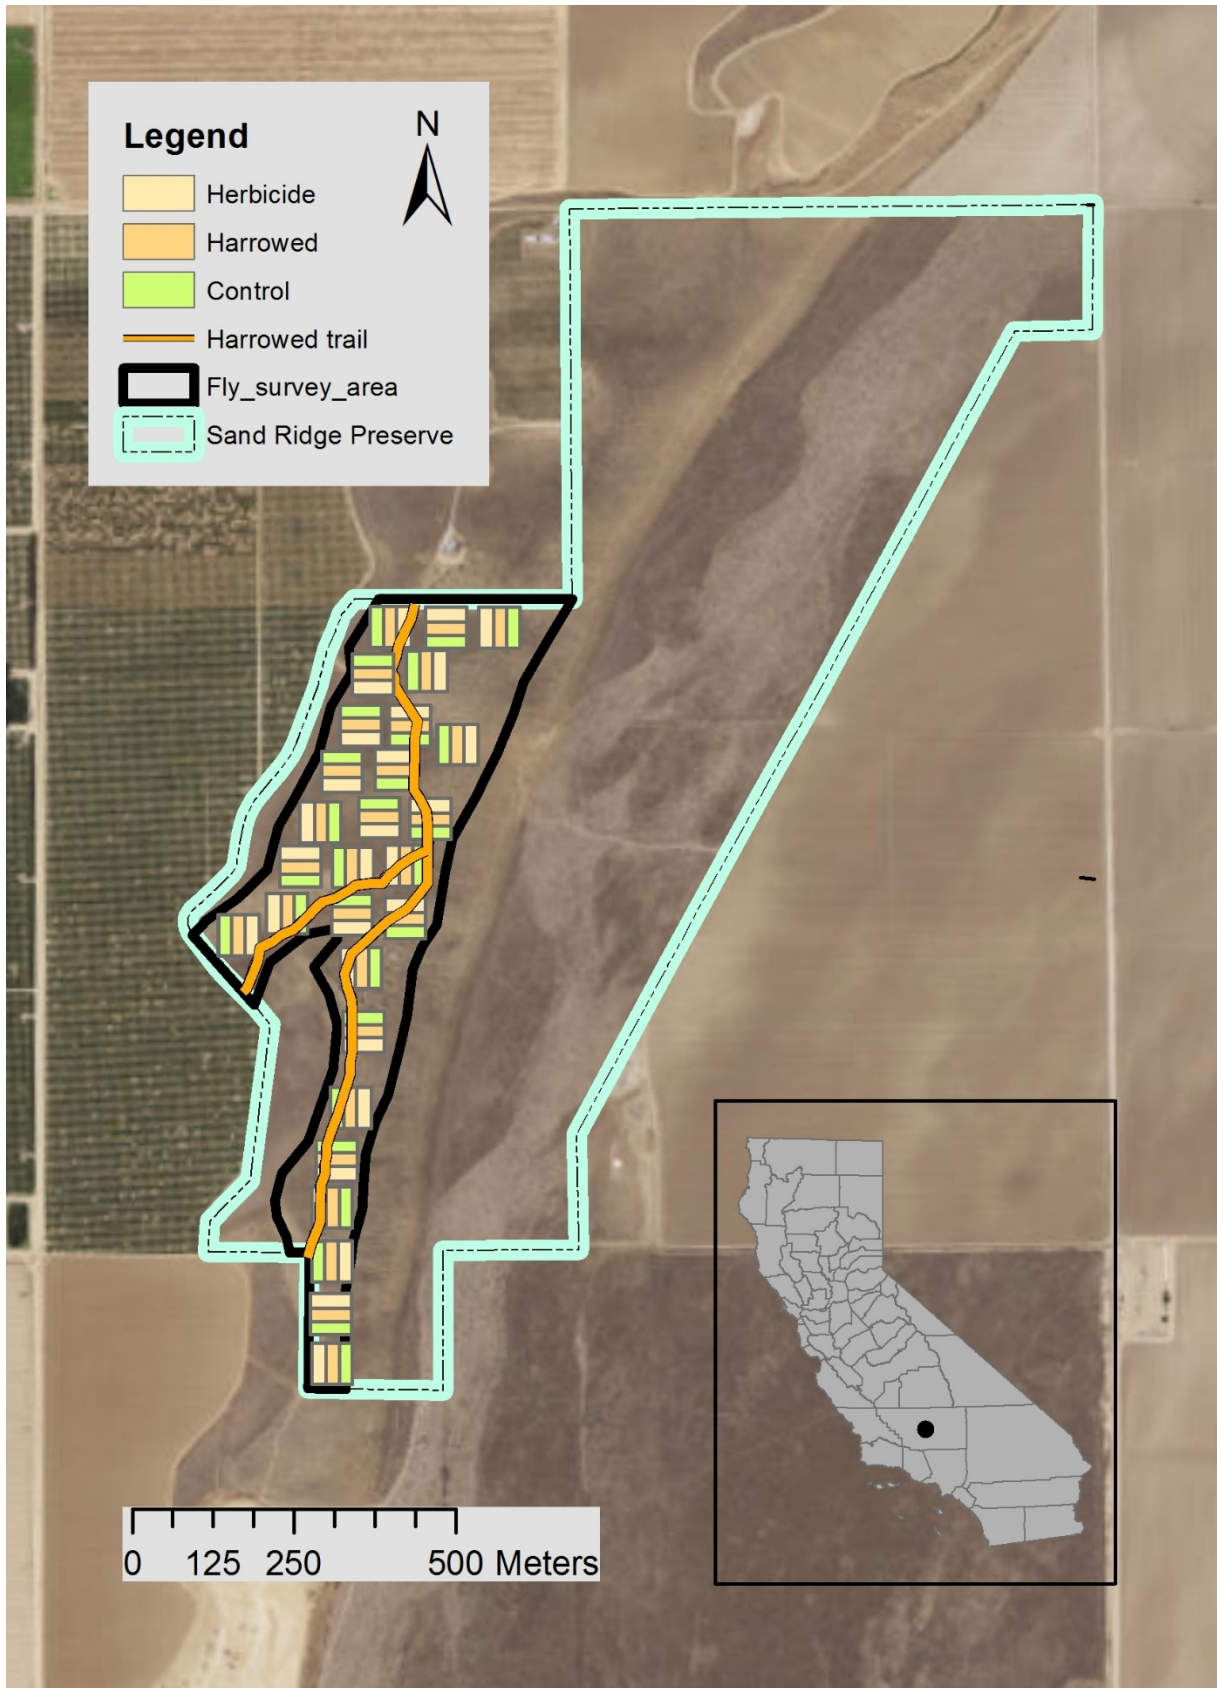 Legend
N
Herbicide
Harrowed
Control
Harrowed trail
Fly_survey_area
Sand Ridge Preserve
0 125 250 500 Meters